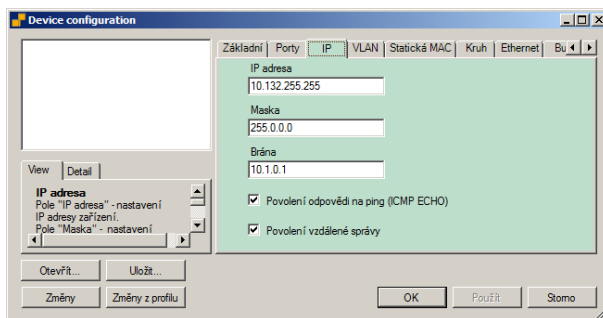 Device configuration
Základní Porty IP VLAN Statická MAC Kruh Ethernet
IP adresa
10.132.255.255
Maska
255.0.0.0
Brána
10.1.0.1
Povolení odpovědi na ping (ICMP ECHO)
Povolení vzdálené správy
View Detail
IP adresa
Pole "IP adresa" - nastavení
IP adresy zařízení.
Pole "Maska" - nastavení
Otevřít... Uložit...
Změny Změny z profilu OK Použít Storno